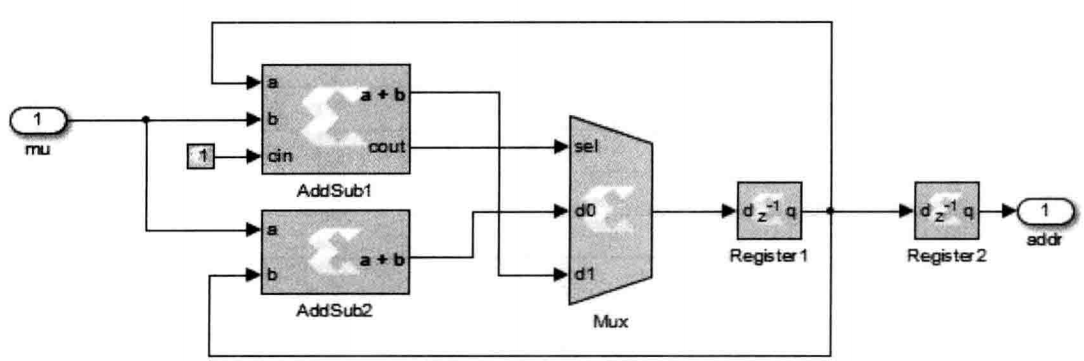 a
a + b
1
b
mu
1
cin
cout
sel
AddSub1
d0
d z-1 q
d z-1 q
1
addr
a
Register1
Register2
a + b
b
d1
AddSub2
Mux